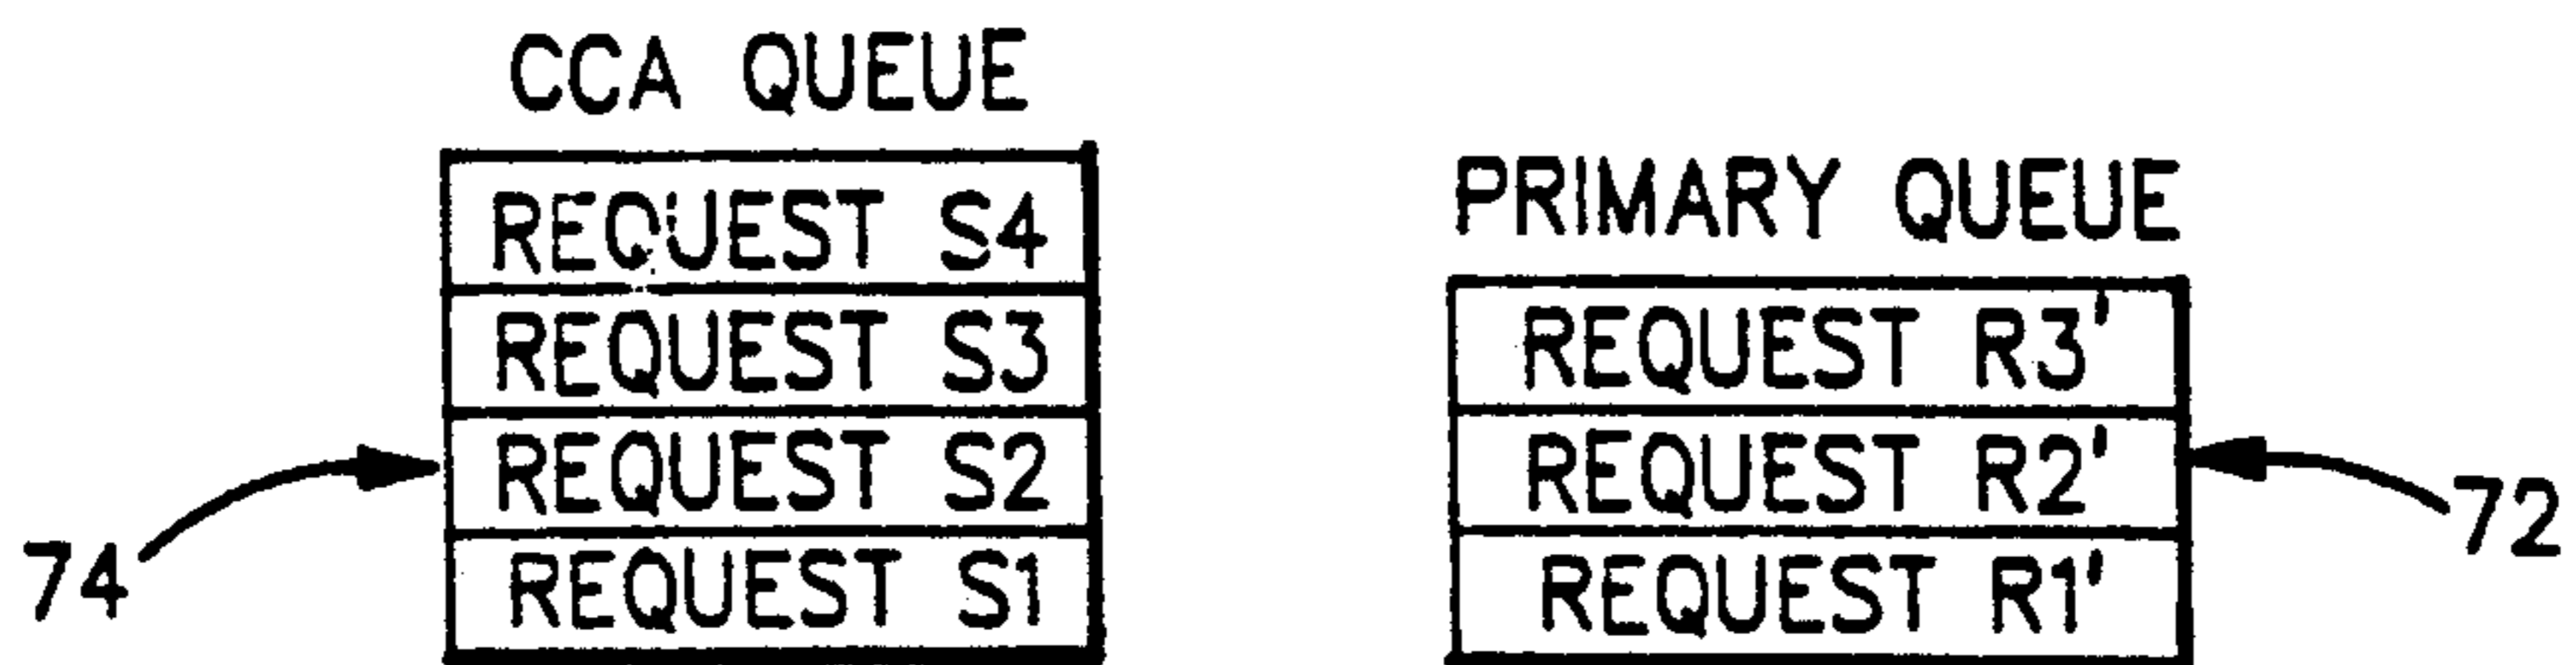 CCA QUEUE
REQUEST S4
REQUEST S3
REQUEST S2
REQUEST S1
74
PRIMARY QUEUE
REQUEST R3'
REQUEST R2'
REQUEST R1'
72